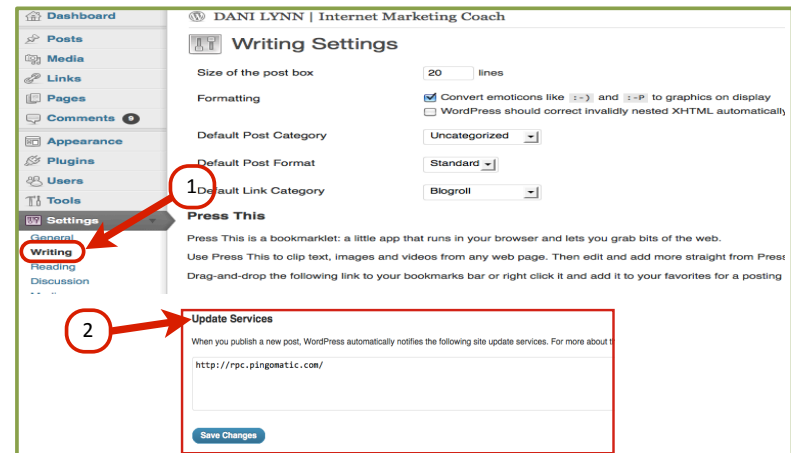 Dashboard
DANI LYNN | Internet Marketing Coach
Posts
Media
Links
Pages
Comments 9
Appearance
Plugins
Users
Tools
Settings
General
Writing
Reading
Discussion
Writing Settings
Size of the post box 20 lines
Formatting Convert emoticons like :-) and :-P to graphics on display
WordPress should correct invalidly nested XHTML automatically
Default Post Category Uncategorized
Default Post Format Standard
1
Default Link Category Blogroll
Press This
Press This is a bookmarklet: a little app that runs in your browser and lets you grab bits of the web.
Use Press This to clip text, images and videos from any web page. Then edit and add more straight from Press
Drag-and-drop the following link to your bookmarks bar or right click it and add it to your favorites for a posting
2
Update Services
When you publish a new post, WordPress automatically notifies the following site update services. For more about
http://rpc.pingomatic.com/
Save Changes